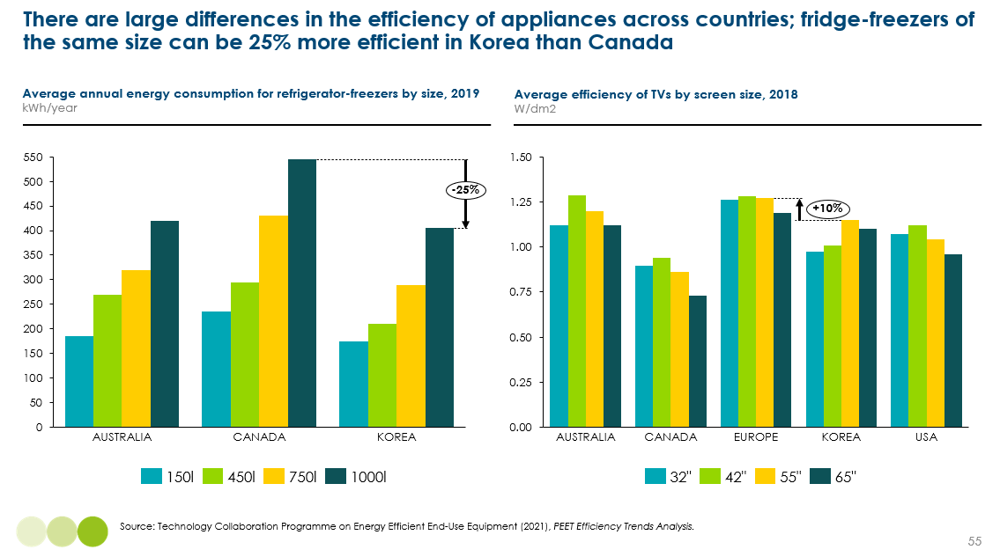 There are large differences in the efficiency of appliances across countries; fridge-freezers of
the same size can be 25% more efficient in Korea than Canada
Average annual energy consumption for refrigerator-freezers by size, 2019
kWh/year
550
500
450
400
350
300
250
200
150
100
50
0
-25%
AUSTRALIA
CANADA
KOREA
150l
450l
750l
1000l
Average efficiency of TVs by screen size, 2018
W/dm2
1.50
1.25
1.00
0.75
0.50
0.25
0.00
+10%
AUSTRALIA
CANADA
EUROPE
KOREA
USA
32"
42"
55"
65"
Source: Technology Collaboration Programme on Energy Efficient End-Use Equipment (2021), PEET Efficiency Trends Analysis.
55